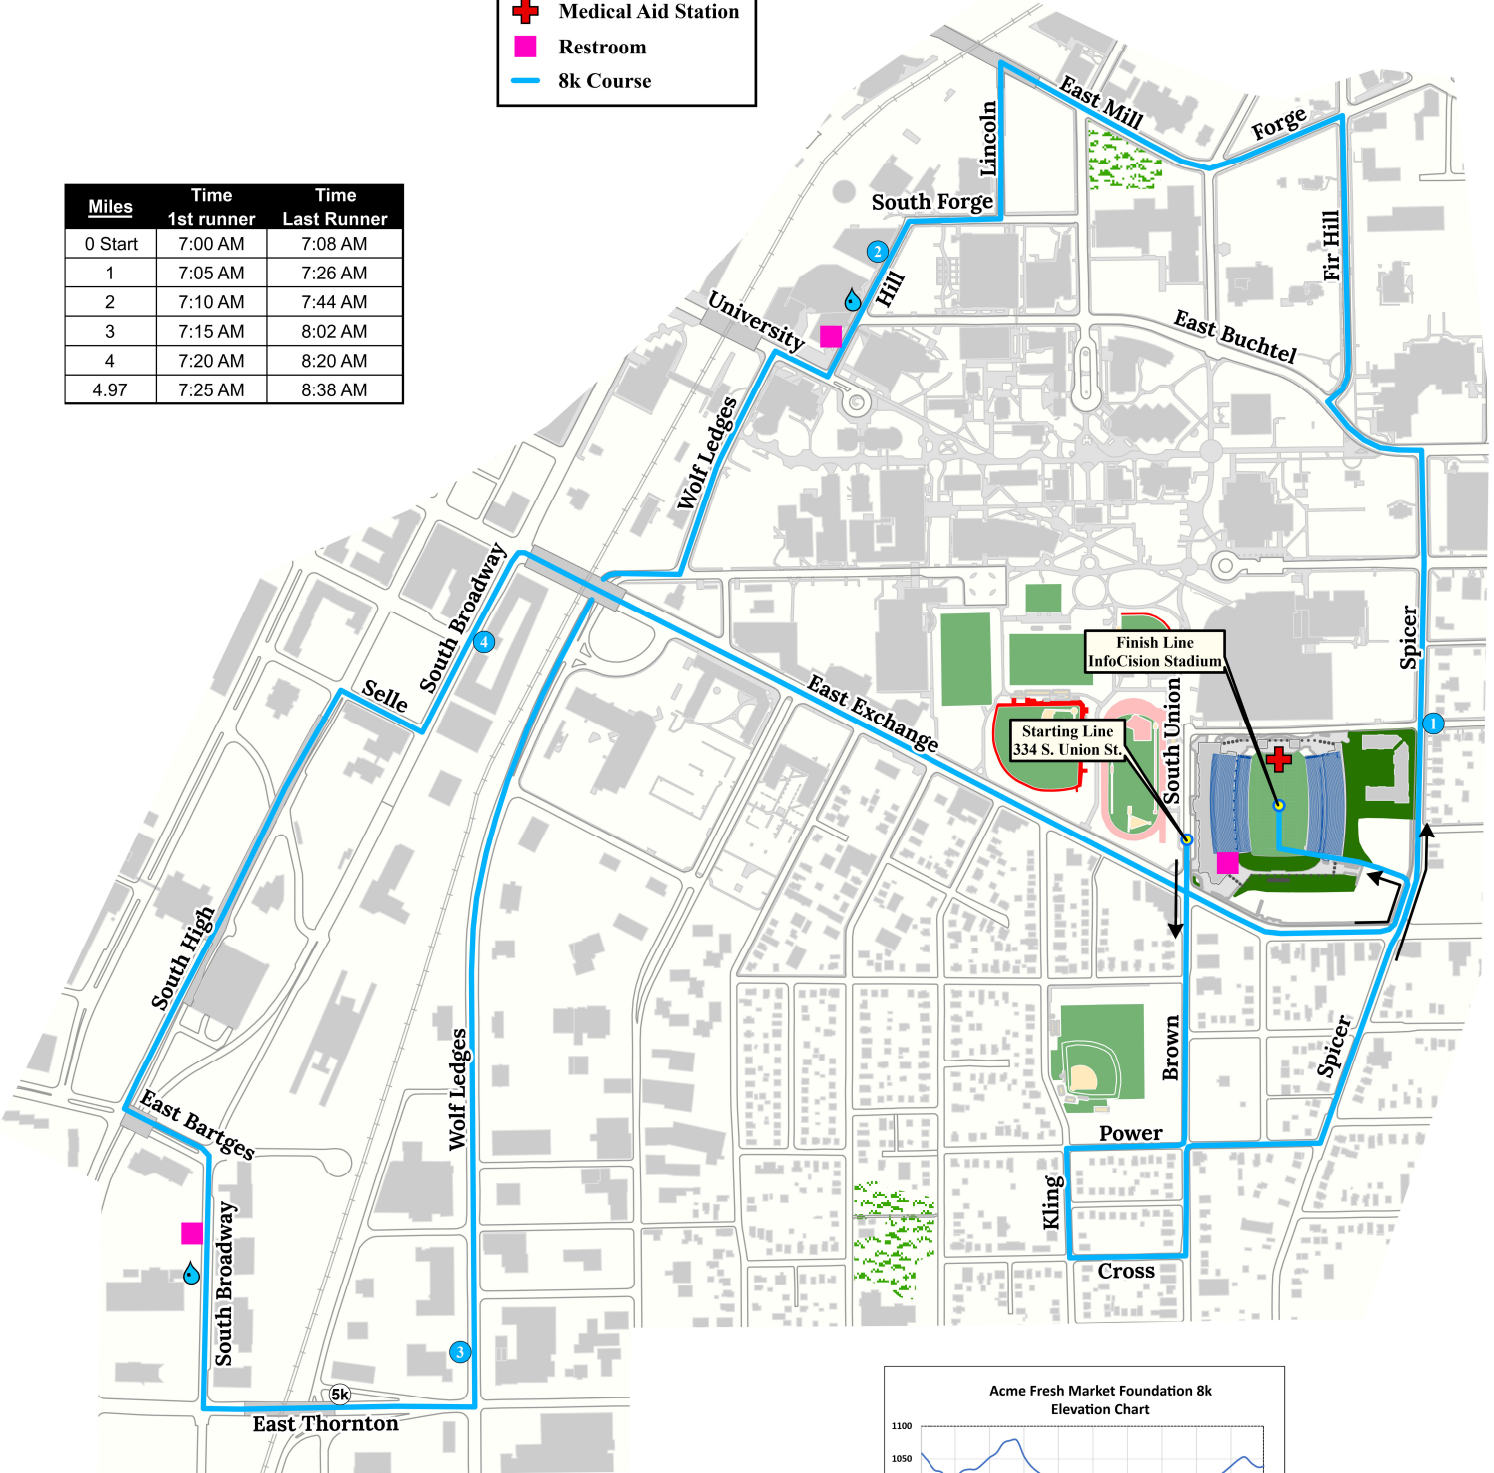 Medical Aid Station
Restroom
8k Course
Miles Time 1st runner Time Last Runner
0 Start 7:00 AM 7:08 AM
1 7:05 AM 7:26 AM
2 7:10 AM 7:44 AM
3 7:15 AM 8:02 AM
4 7:20 AM 8:20 AM
4.97 7:25 AM 8:38 AM
East Mill
Forge
Lincoln
South Forge
Fir Hill
2
Hill
University
East Buchtel
Wolf Ledges
South Broadway
4
Selle
Spicer
Finish Line
InfoCision Stadium
East Exchange
South Union
Starting Line
334 S. Union St.
1
South High
Brown
Spicer
Wolf Ledges
East Bartges
Power
Kling
Cross
South Broadway
3
5k
East Thornton
Acme Fresh Market Foundation 8k
Elevation Chart
1100
1050